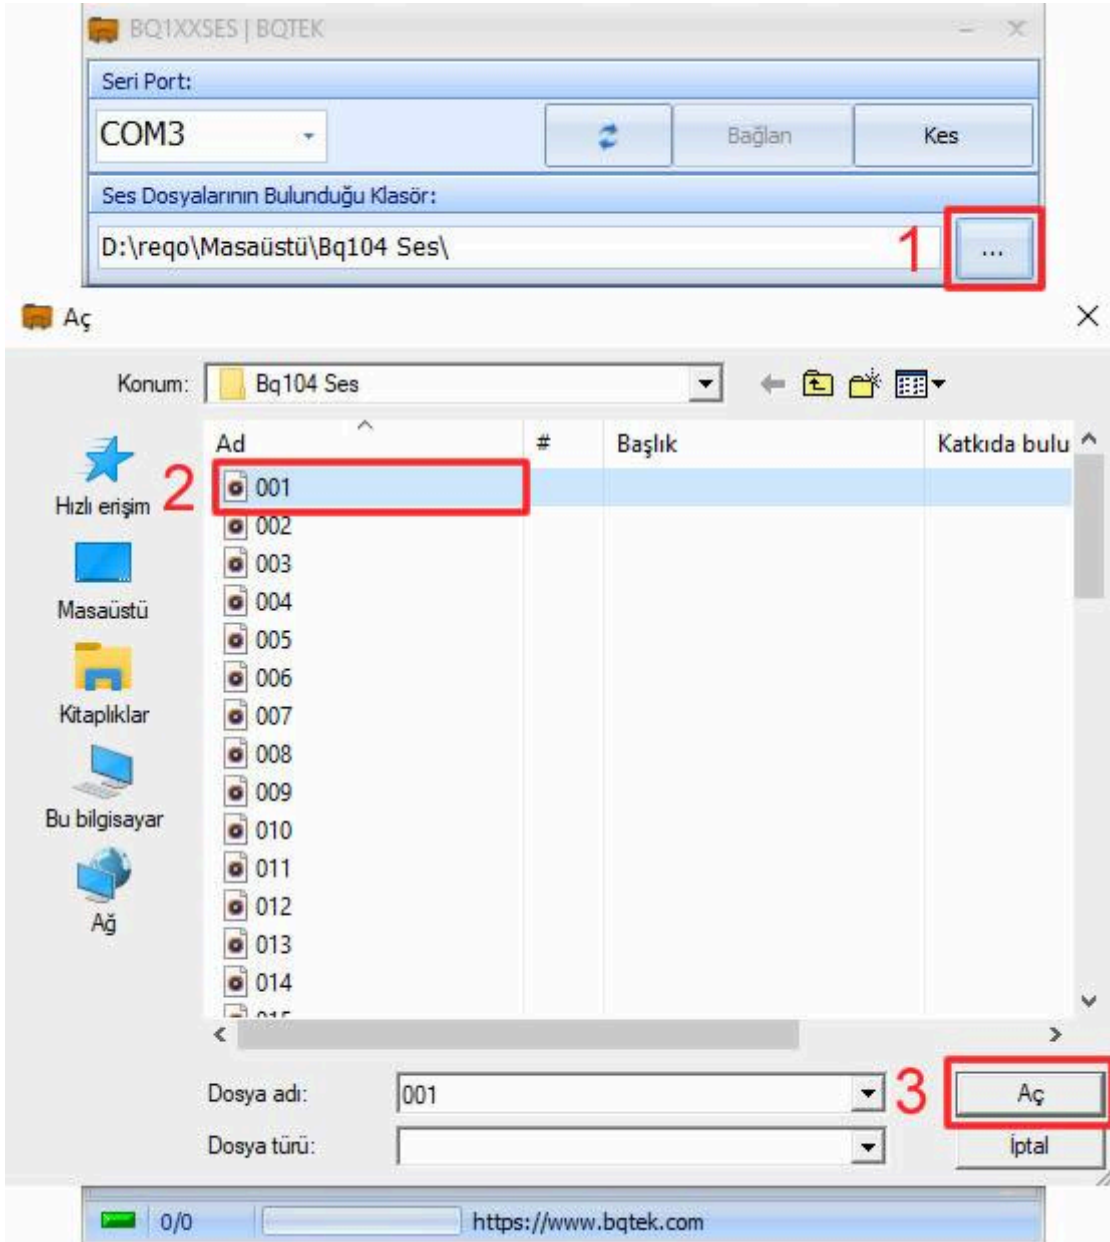 BQ1XXSES | BQTEK
Seri Port:
COM3
Bağlan
Kes
Ses Dosyalarının Bulunduğu Klasör:
D:\reqo\Masaüstü\Bq104 Ses\
1
...
Aç
Konum:
Bq104 Ses
Ad
#
Başlık
Katkıda bulu
Hızlı erişim
2
001
002
003
Masaüstü
004
005
006
Kitaplıklar
007
008
009
Bu bilgisayar
010
011
Ağ
012
013
014
015
Dosya adı:
001
3
Aç
Dosya türü:
İptal
0/0
https://www.bqtek.com